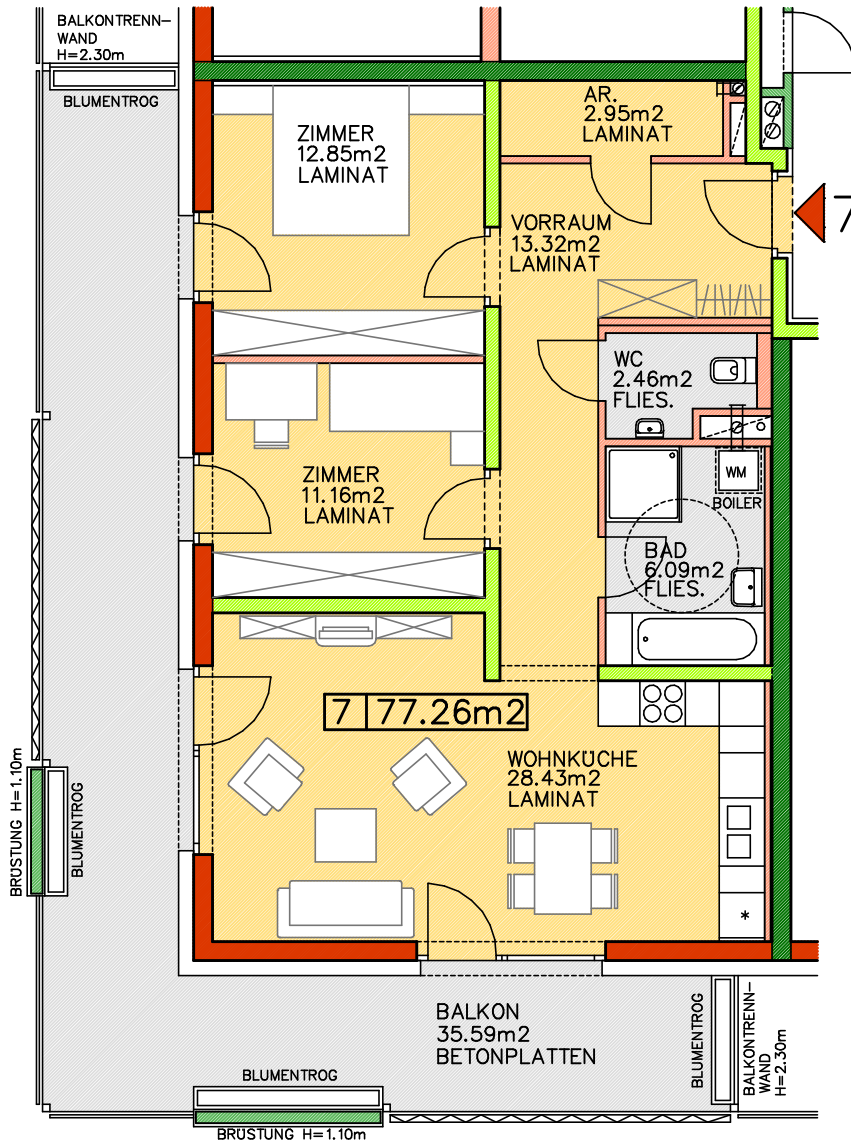 BALKONTRENN-
WAND
H=2.30m
BLUMENTROG
ZIMMER
12.85m2
LAMINAT
AR.
2.95m2
LAMINAT
VORRAUM
13.32m2
LAMINAT
7
WC
2.46m2
FLIES.
ZIMMER
11.16m2
LAMINAT
WM
BOILER
BAD
6.09m2
FLIES.
7 77.26m2
WOHNKÜCHE
28.43m2
LAMINAT
BRÜSTUNG H=1.10m
BLUMENTROG
*
BALKON
35.59m2
BETONPLATTEN
BLUMENTROG
BALKONTRENN-
WAND
H=2.30m
BLUMENTROG
BRÜSTUNG H=1.10m